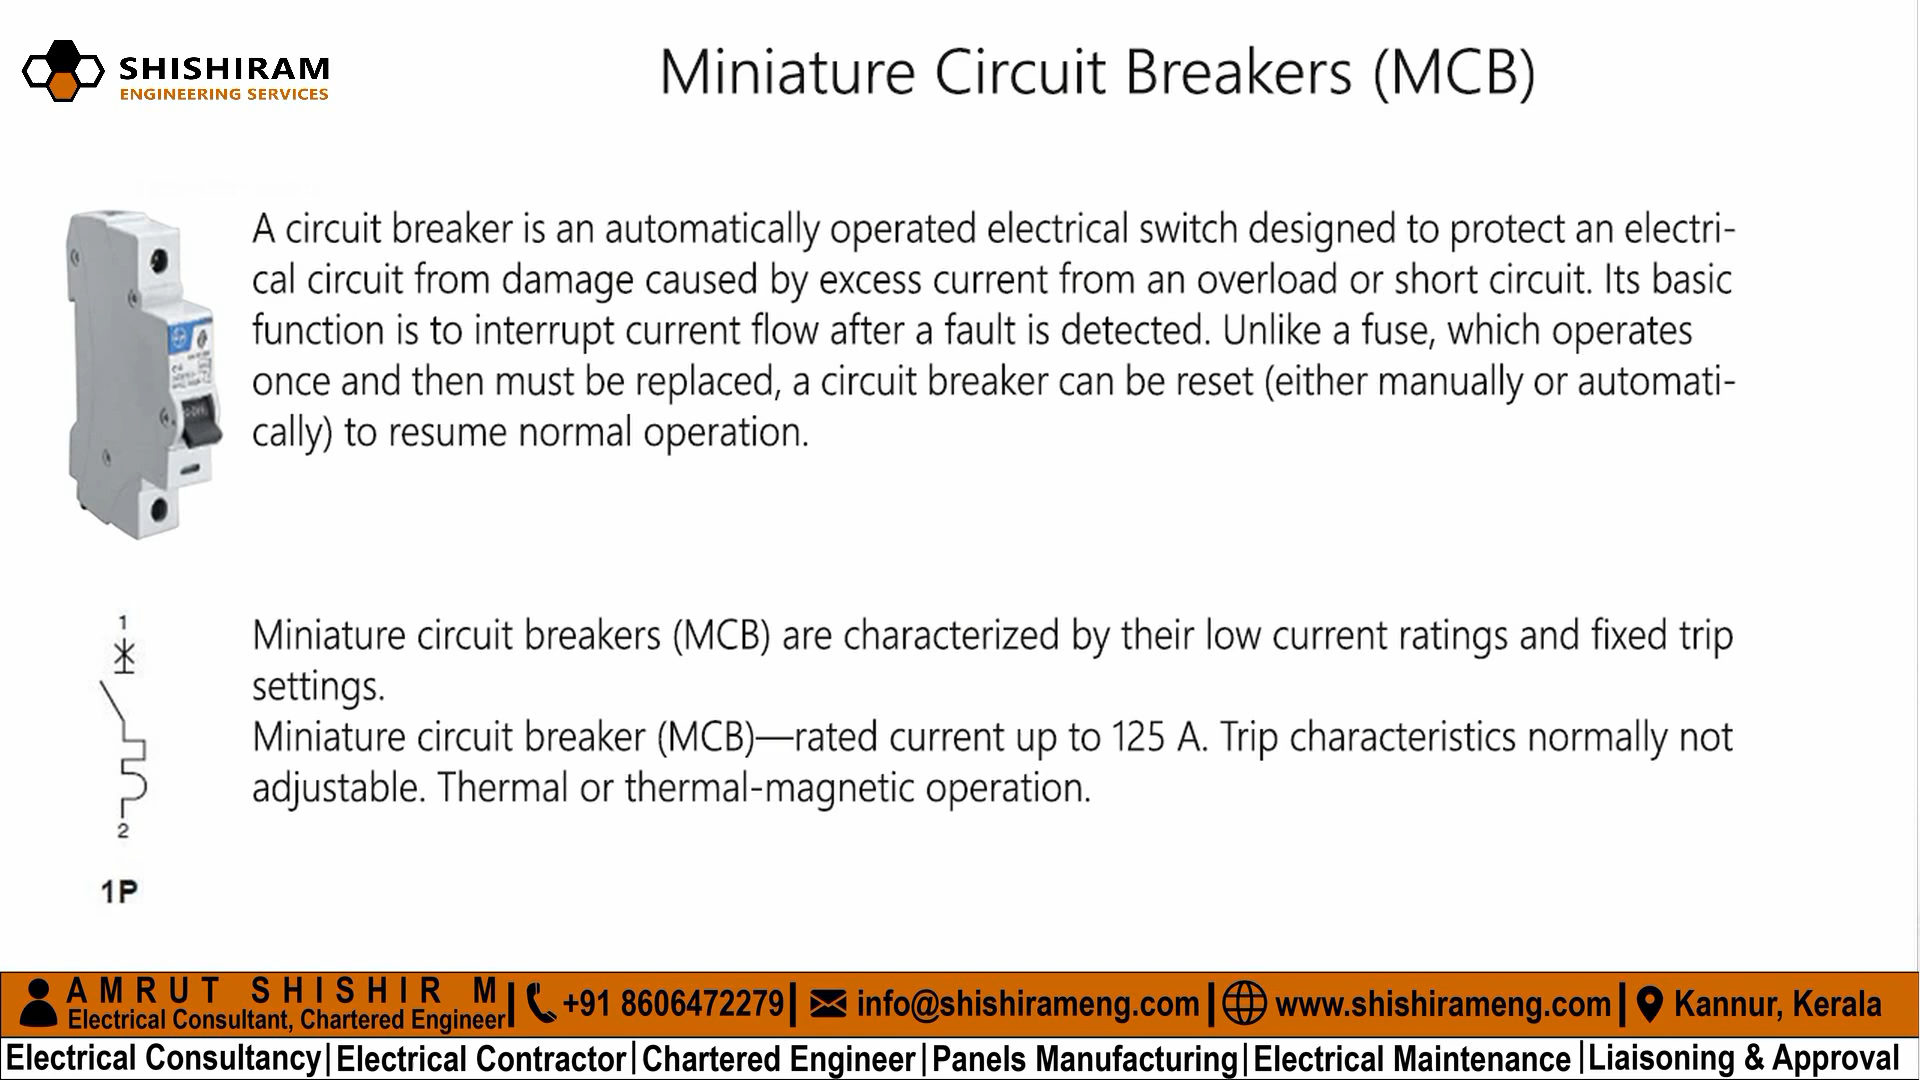 SHISHIRAM
ENGINEERING SERVICES
Miniature Circuit Breakers (MCB)
A circuit breaker is an automatically operated electrical switch designed to protect an electri-
cal circuit from damage caused by excess current from an overload or short circuit. Its basic
function is to interrupt current flow after a fault is detected. Unlike a fuse, which operates
once and then must be replaced, a circuit breaker can be reset (either manually or automati-
cally) to resume normal operation.
1
2
1P
Miniature circuit breakers (MCB) are characterized by their low current ratings and fixed trip
settings.
Miniature circuit breaker (MCB)—rated current up to 125 A. Trip characteristics normally not
adjustable. Thermal or thermal-magnetic operation.
AMRUT SHISHIR M
Electrical Consultant, Chartered Engineer
+91 8606472279
info@shishirameng.com
www.shishirameng.com
Kannur, Kerala
Electrical Consultancy|Electrical Contractor|Chartered Engineer|Panels Manufacturing|Electrical Maintenance|Liaisoning & Approval